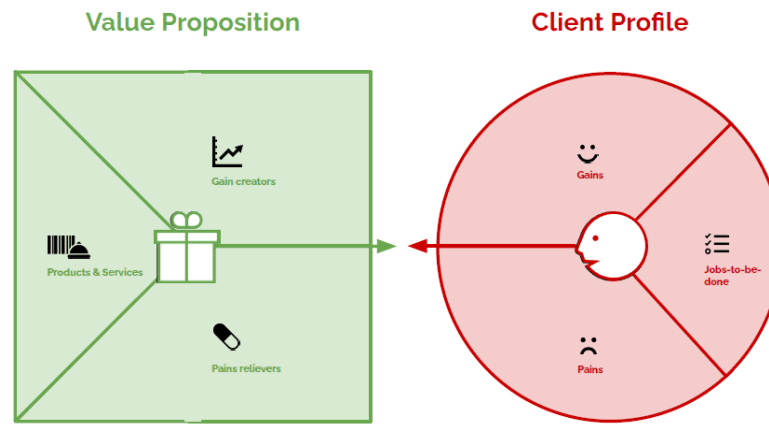 Value Proposition
Client Profile
Gain creators
Products & Services
Pains relievers
Gains
Jobs-to-be-
done
Pains